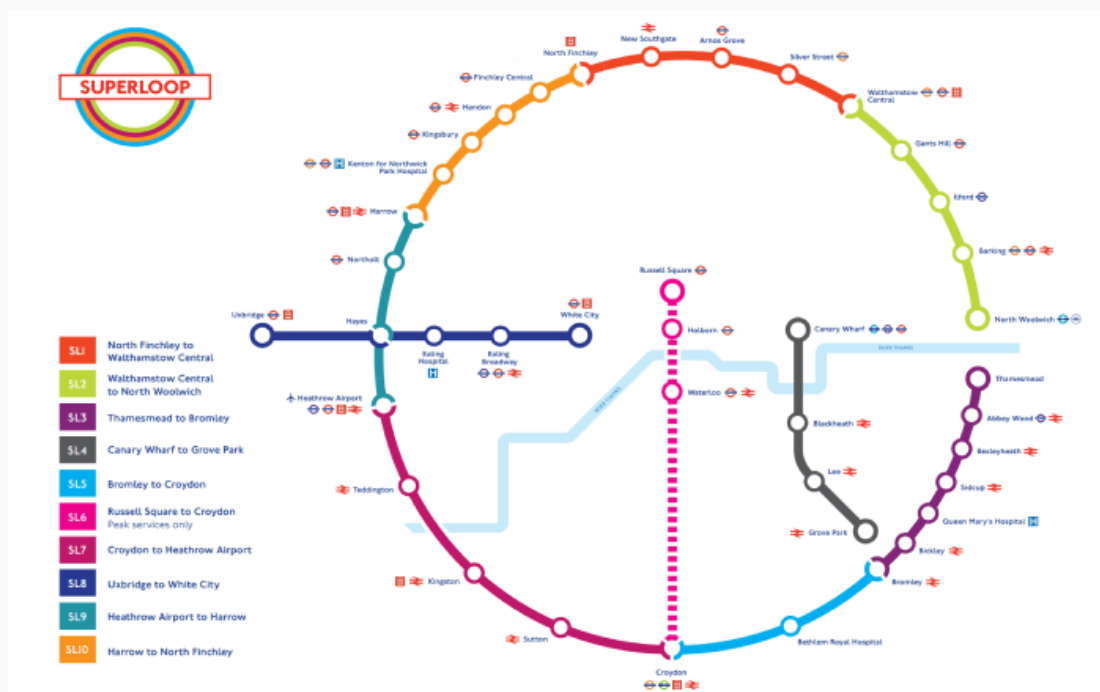 SUPERLOOP
North Finchley
New Southgate
Arnos Grove
Silver Street
Walthamstow
Central
Gants Hill
Ilford
Barking
North Woolwich
Finchley Central
Hendon
Kingsbury
Kenton for Northwick
Park Hospital
Harrow
Northolt
Uxbridge
Hayes
Ealing
Hospital
H
Ealing
Broadway
White City
Heathrow Airport
Russell Square
Holborn
Waterloo
Canary Wharf
RIVER THAMES
RIVER THAMES
Blackheath
Lee
Grove Park
Thamesmead
Abbey Wood
Bexleyheath
Sidcup
Queen Mary's Hospital H
Bickley
Bromley
Bethlem Royal Hospital
Croydon
Sutton
Kingston
Teddington
SL1 North Finchley to
Walthamstow Central
SL2 Walthamstow Central
to North Woolwich
SL3 Thamesmead to Bromley
SL4 Canary Wharf to Grove Park
SL5 Bromley to Croydon
SL6 Russell Square to Croydon
Peak services only
SL7 Croydon to Heathrow Airport
SL8 Uxbridge to White City
SL9 Heathrow Airport to Harrow
SL10 Harrow to North Finchley